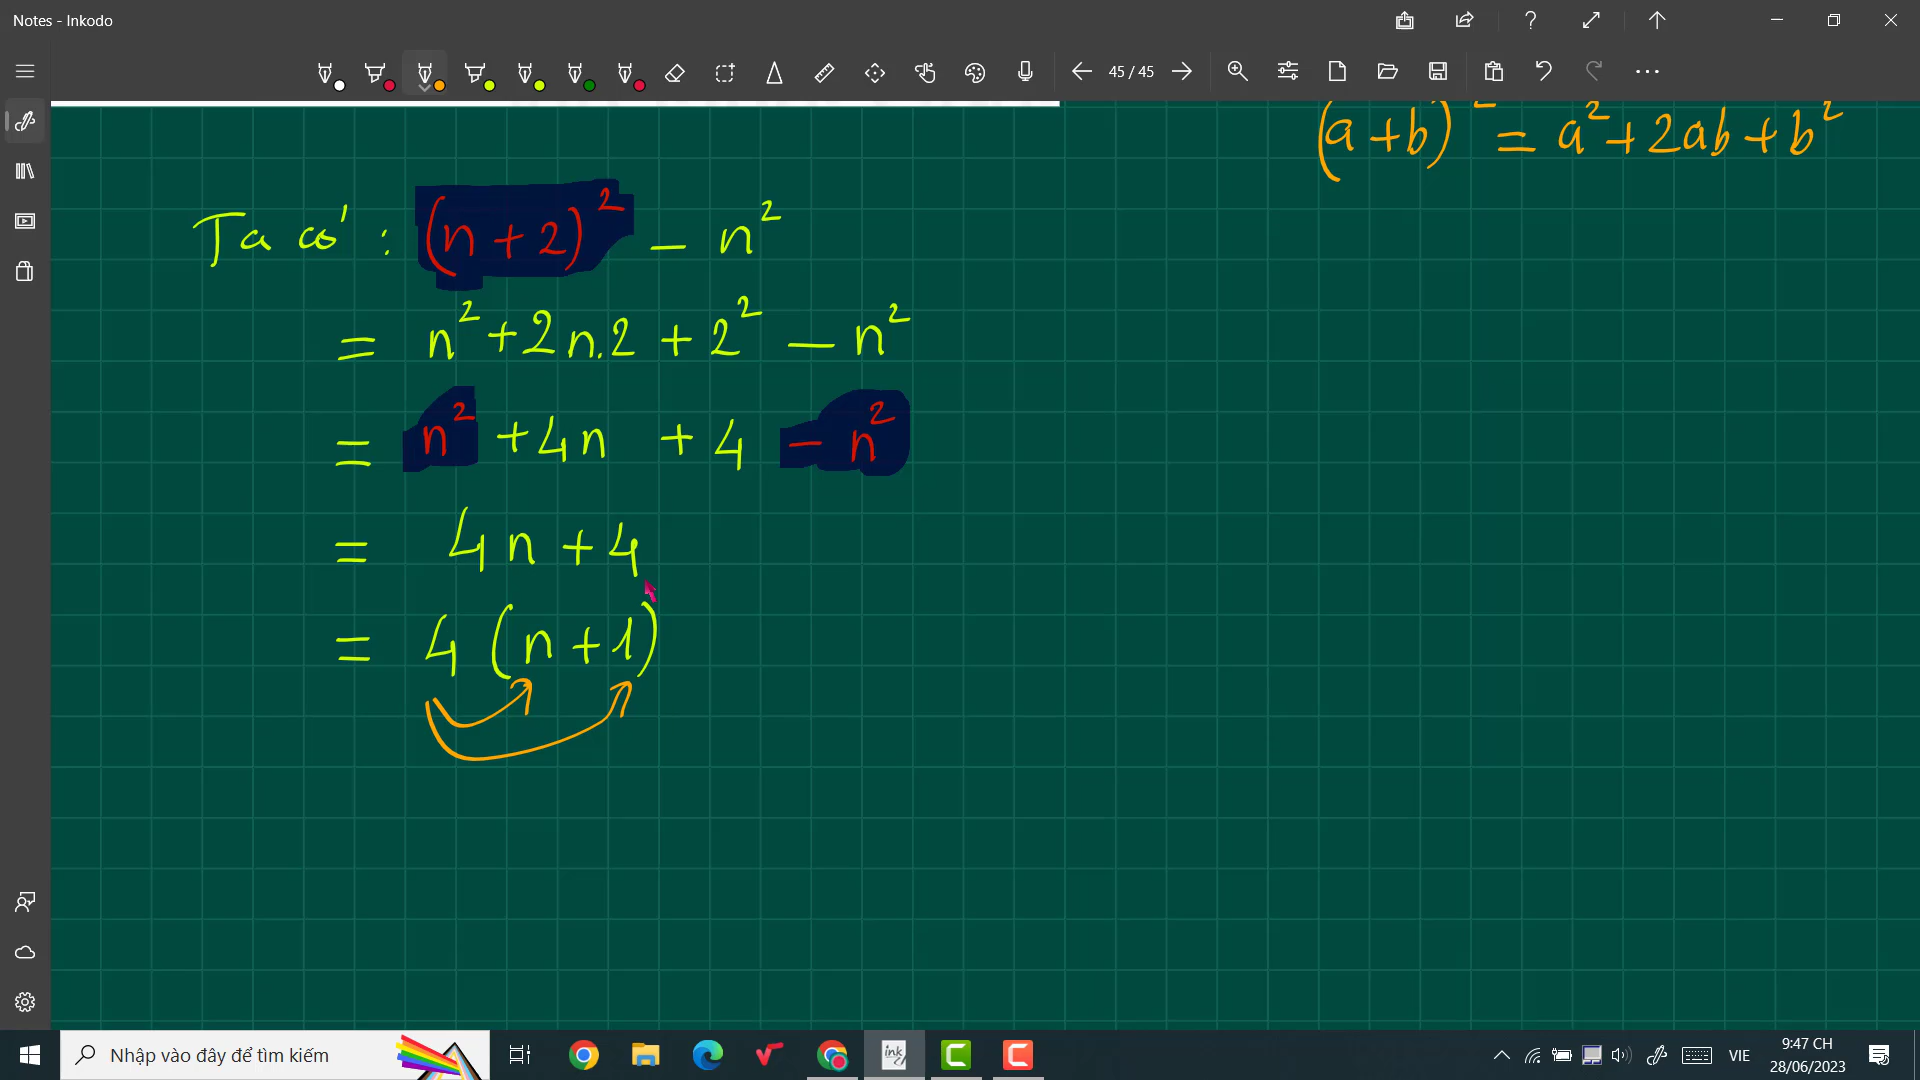 Notes - Inkodo
45 / 45
(a+b)² = a²+2ab+b²
Ta có : (n+2)² - n²
= n²+2n.2 + 2² - n²
= n² +4n +4 - n²
= 4n+4
= 4(n+1)
Nhập vào đây để tìm kiếm
ink
VIE
9:47 CH
28/06/2023